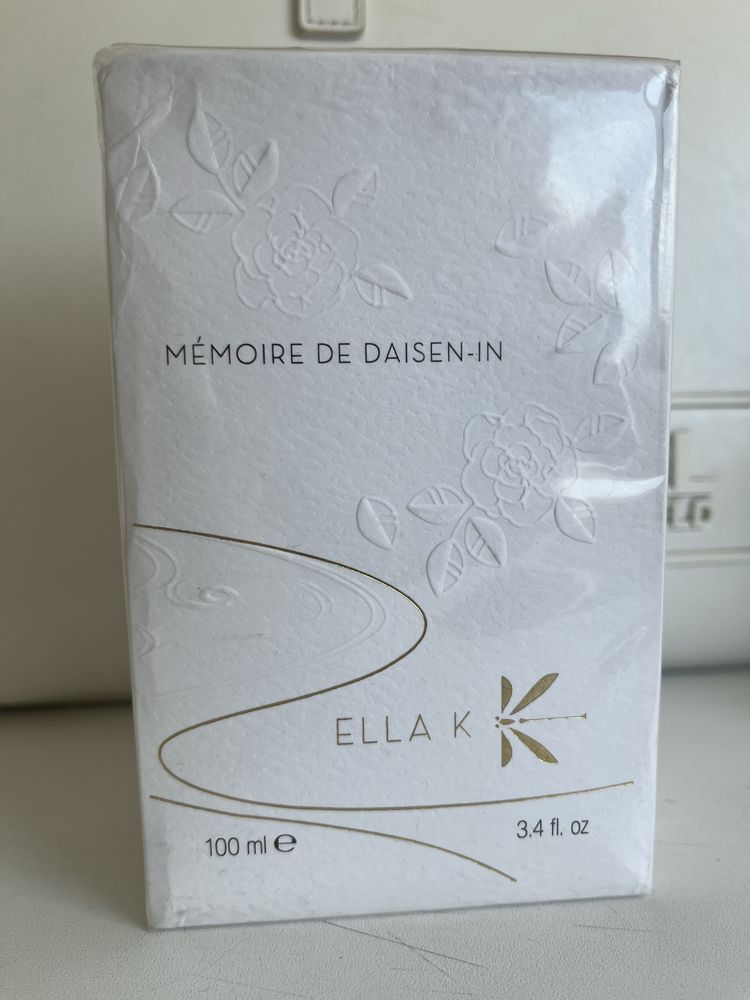 MÉMOIRE DE DAISEN-IN
ELLA K
100 ml ℮
3.4 fl. oz